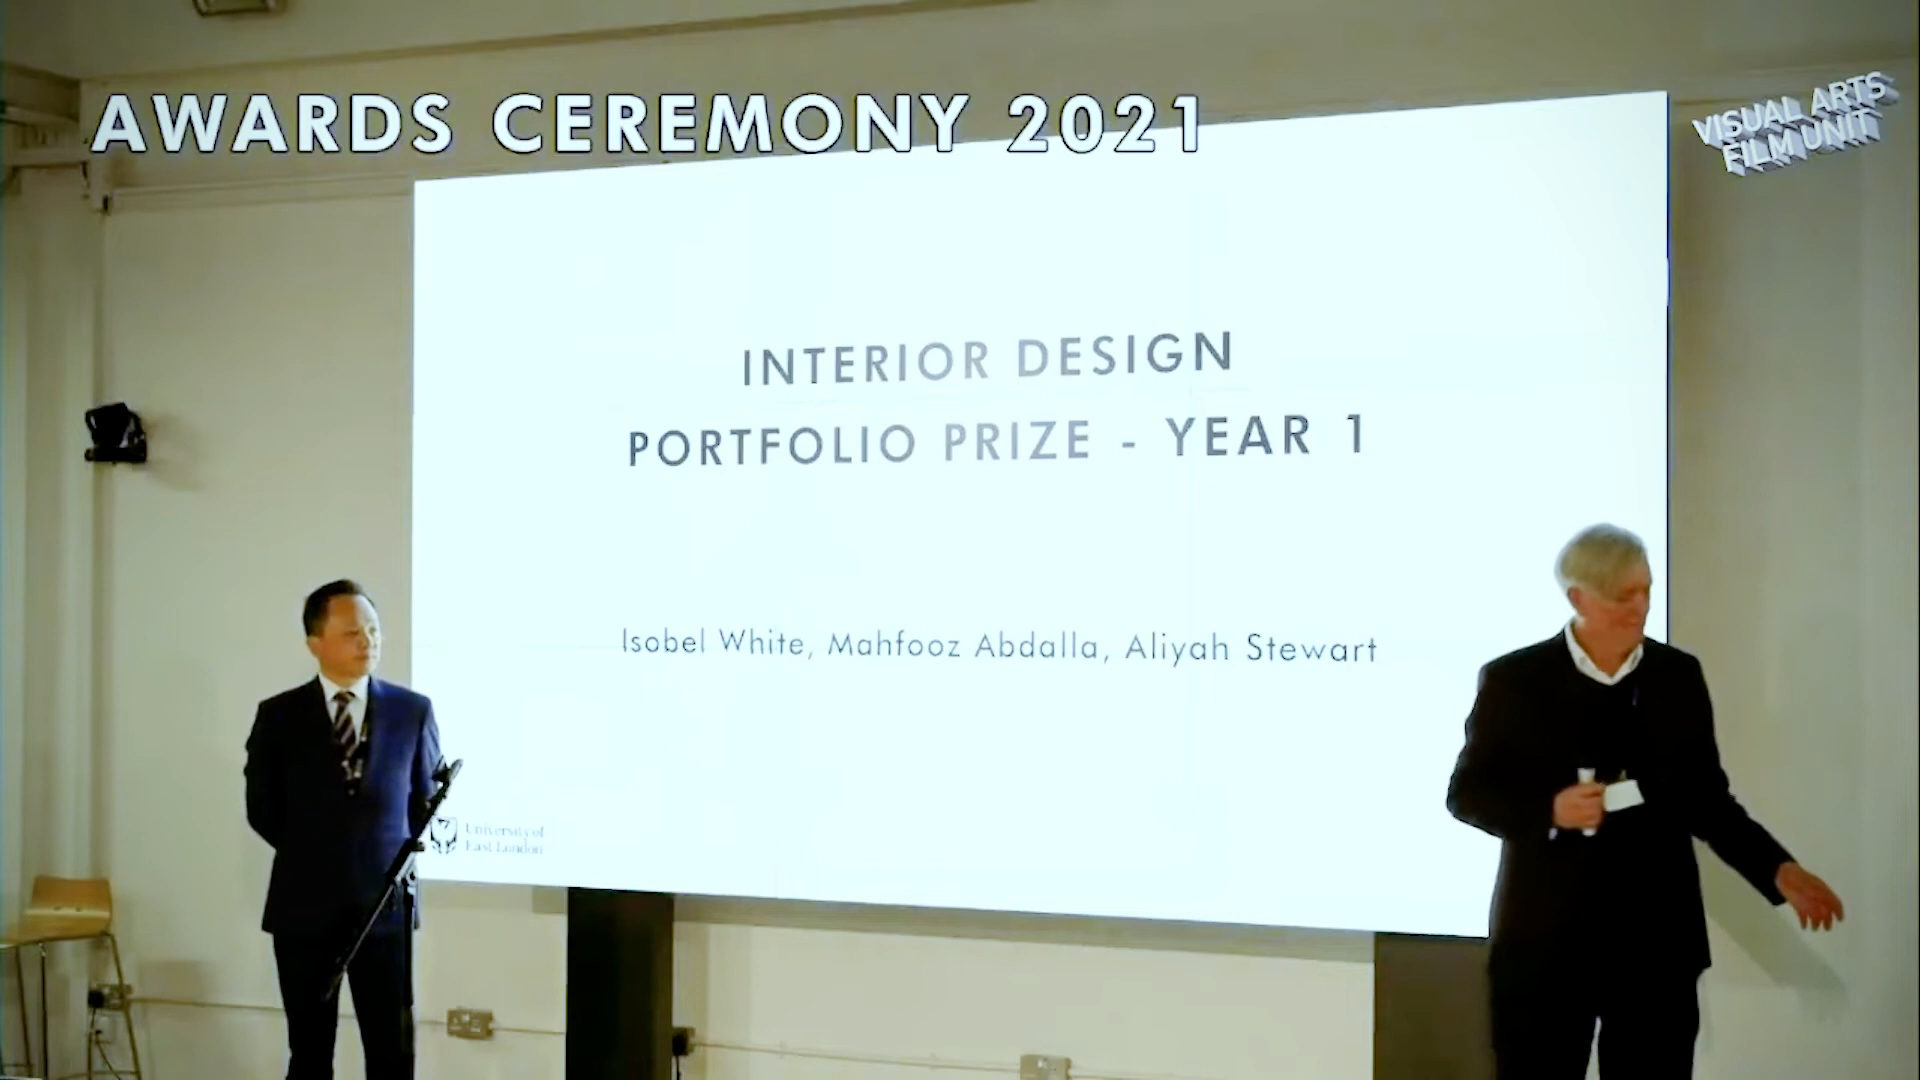 AWARDS CEREMONY 2021
VISUAL ARTS
FILM UNIT
INTERIOR DESIGN
PORTFOLIO PRIZE - YEAR 1
Isobel White, Mahfooz Abdalla, Aliyah Stewart
University of
East London